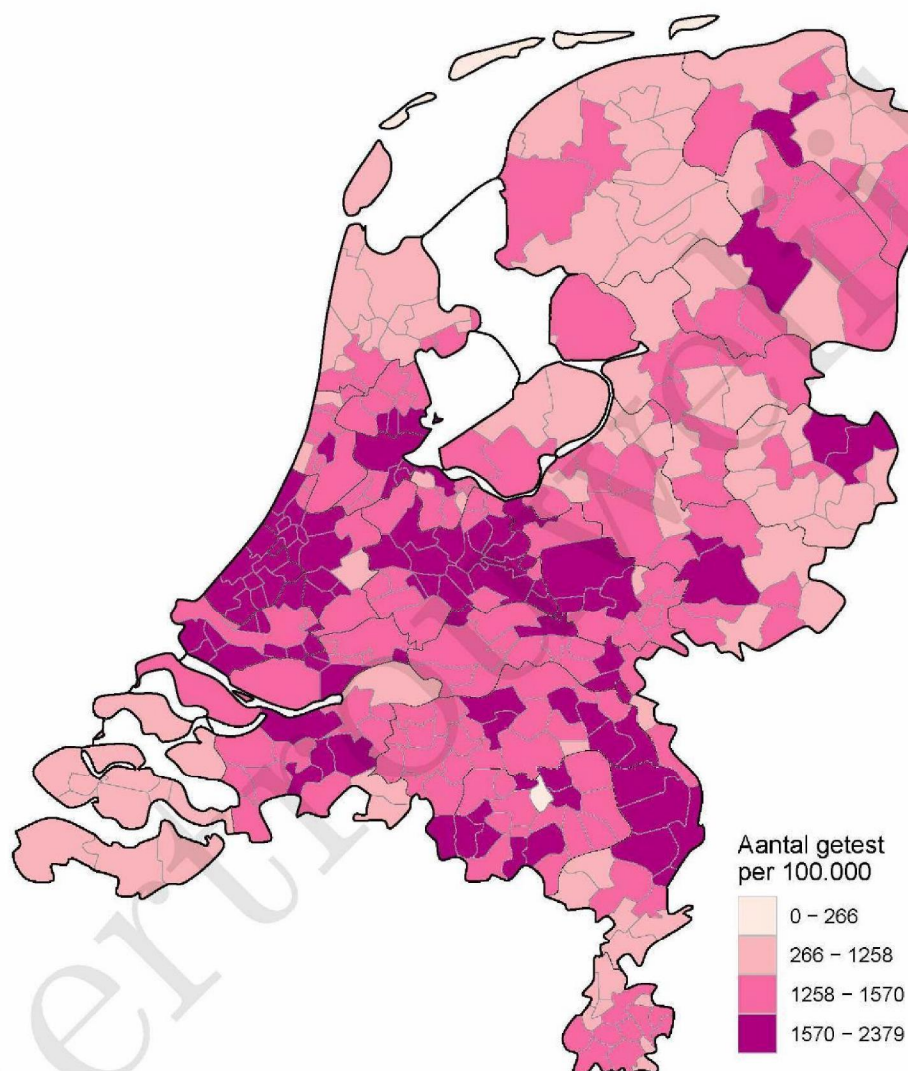 Aantal getest
per 100.000
0 – 266
266 – 1258
1258 – 1570
1570 – 2379